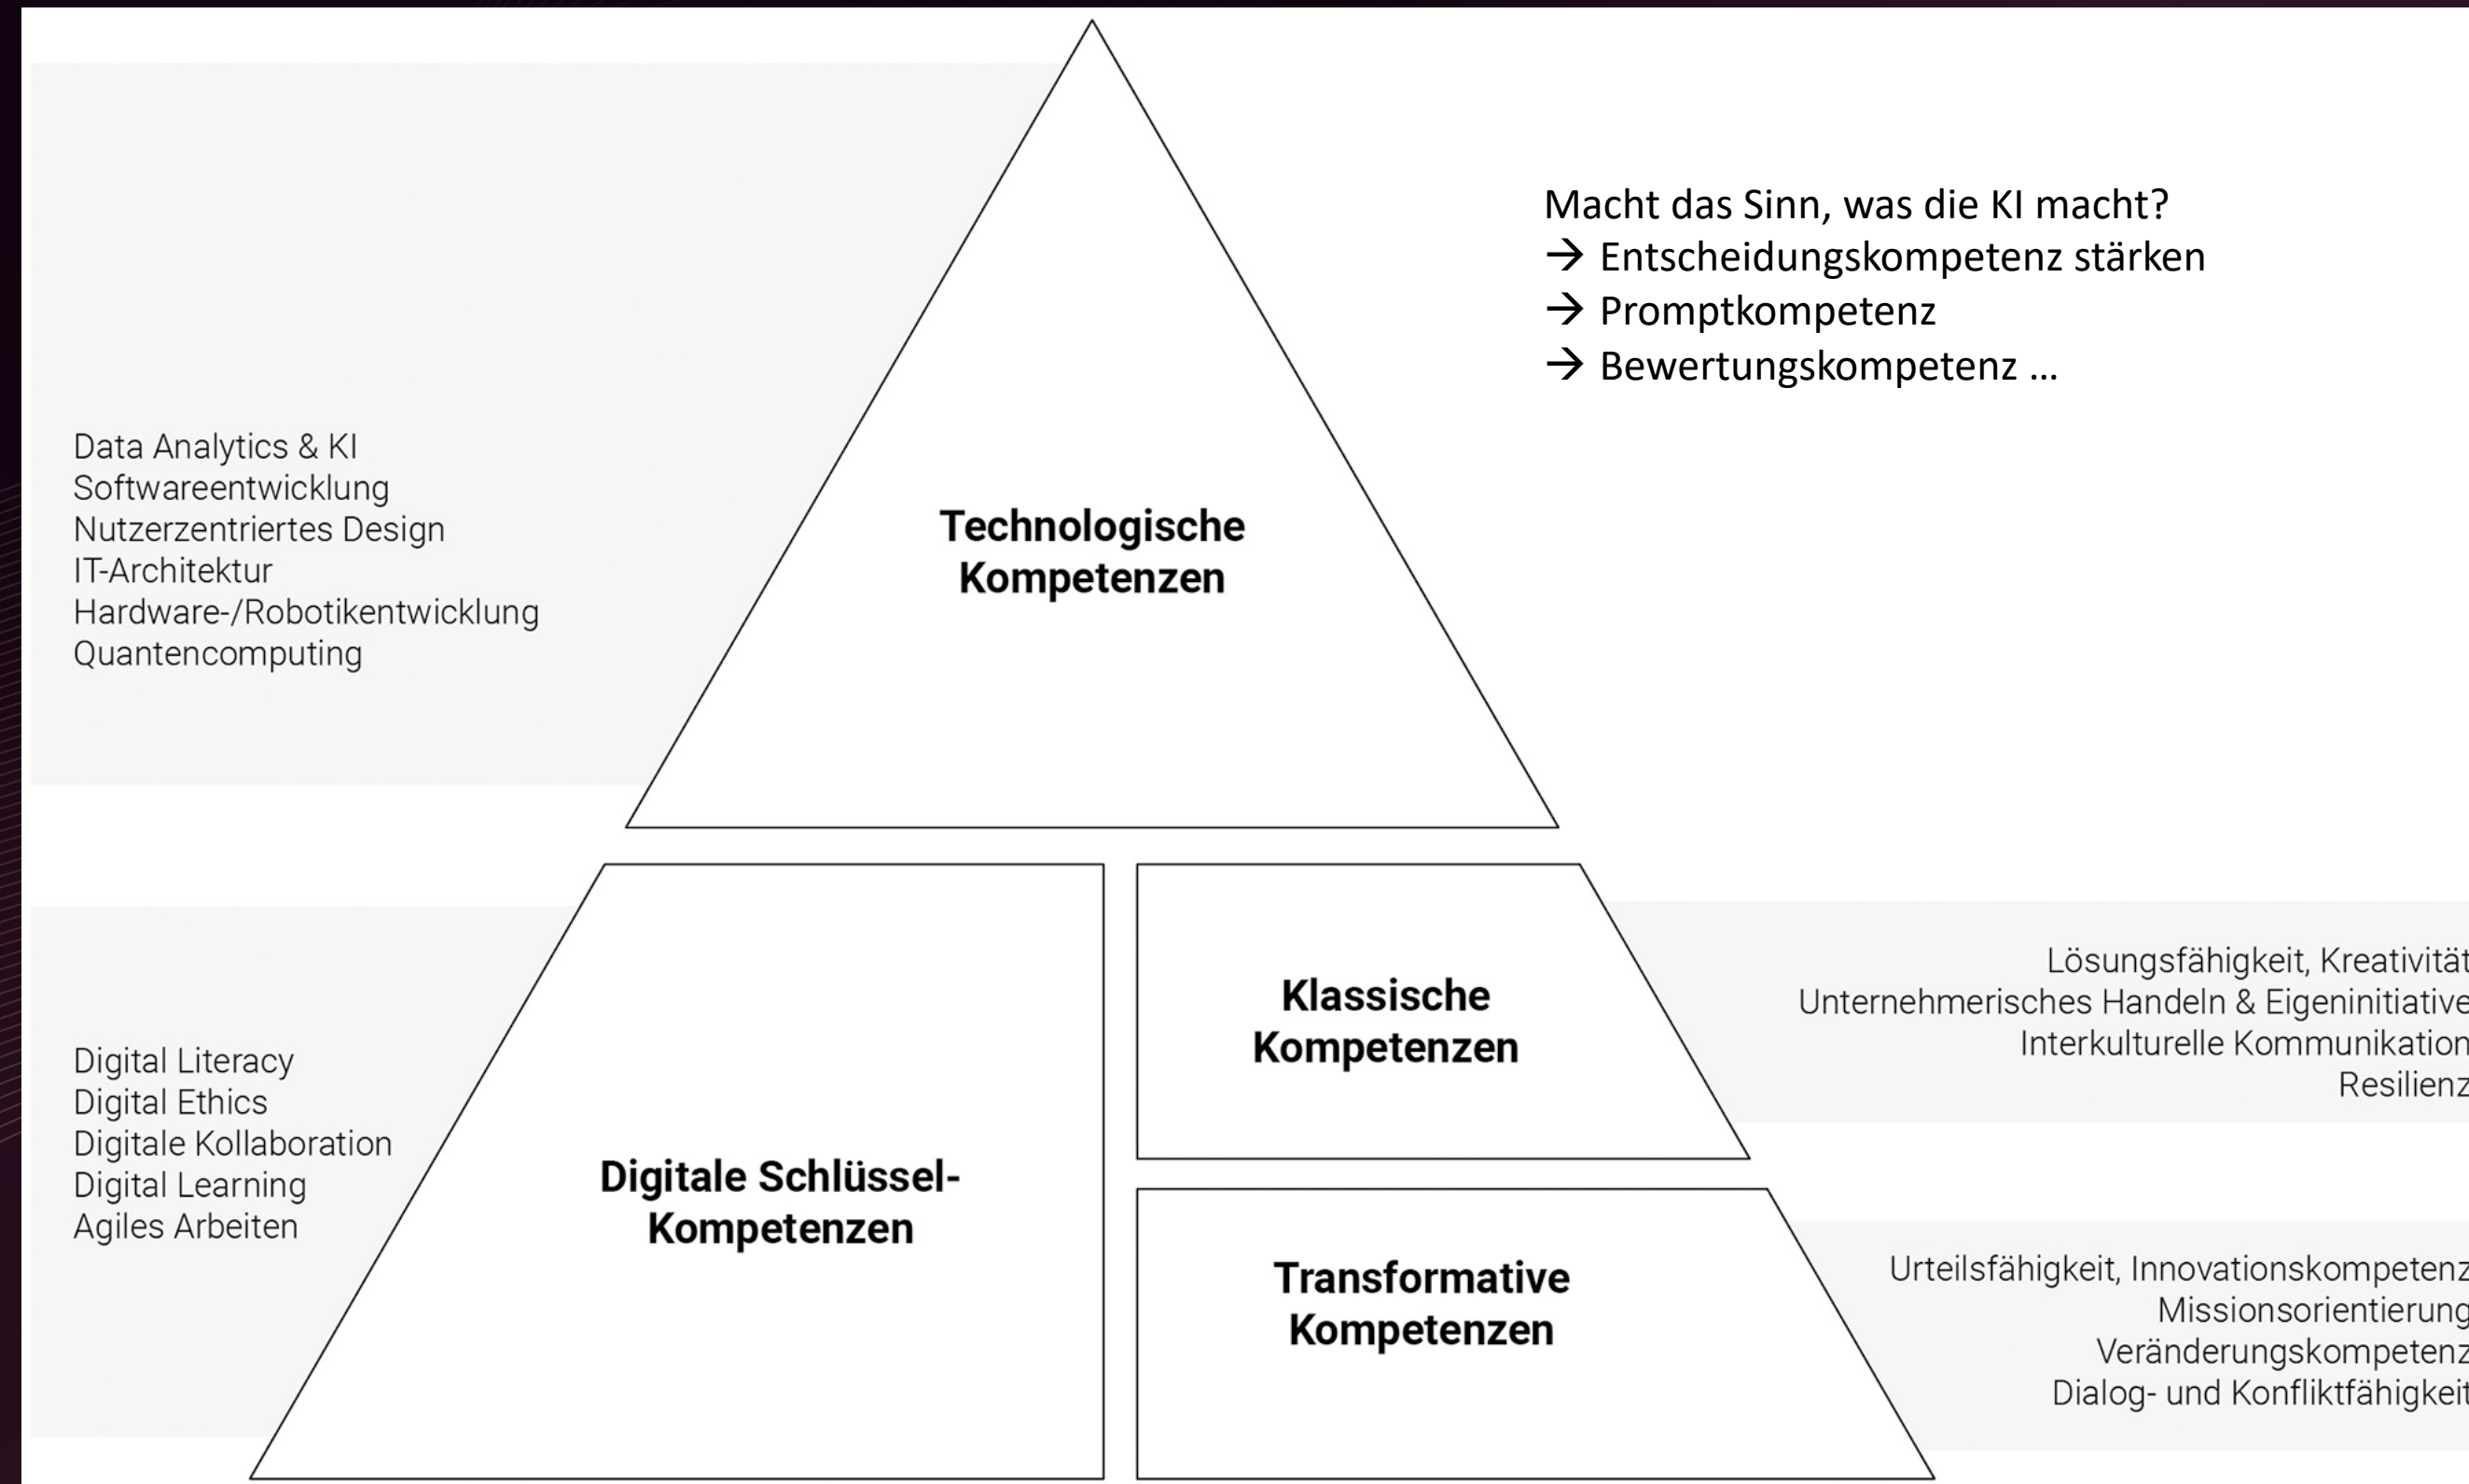 Macht das Sinn, was die KI macht?
→ Entscheidungskompetenz stärken
→ Promptkompetenz
→ Bewertungskompetenz ...
Data Analytics & KI
Softwareentwicklung
Nutzerzentriertes Design
IT-Architektur
Hardware-/Robotikentwicklung
Quantencomputing
Technologische
Kompetenzen
Digital Literacy
Digital Ethics
Digitale Kollaboration
Digital Learning
Agiles Arbeiten
Digitale Schlüssel-
Kompetenzen
Klassische
Kompetenzen
Lösungsfähigkeit, Kreativität
Unternehmerisches Handeln & Eigeninitiative
Interkulturelle Kommunikation
Resilienz
Transformative
Kompetenzen
Urteilsfähigkeit, Innovationskompetenz
Missionsorientierung
Veränderungskompetenz
Dialog- und Konfliktfähigkeit